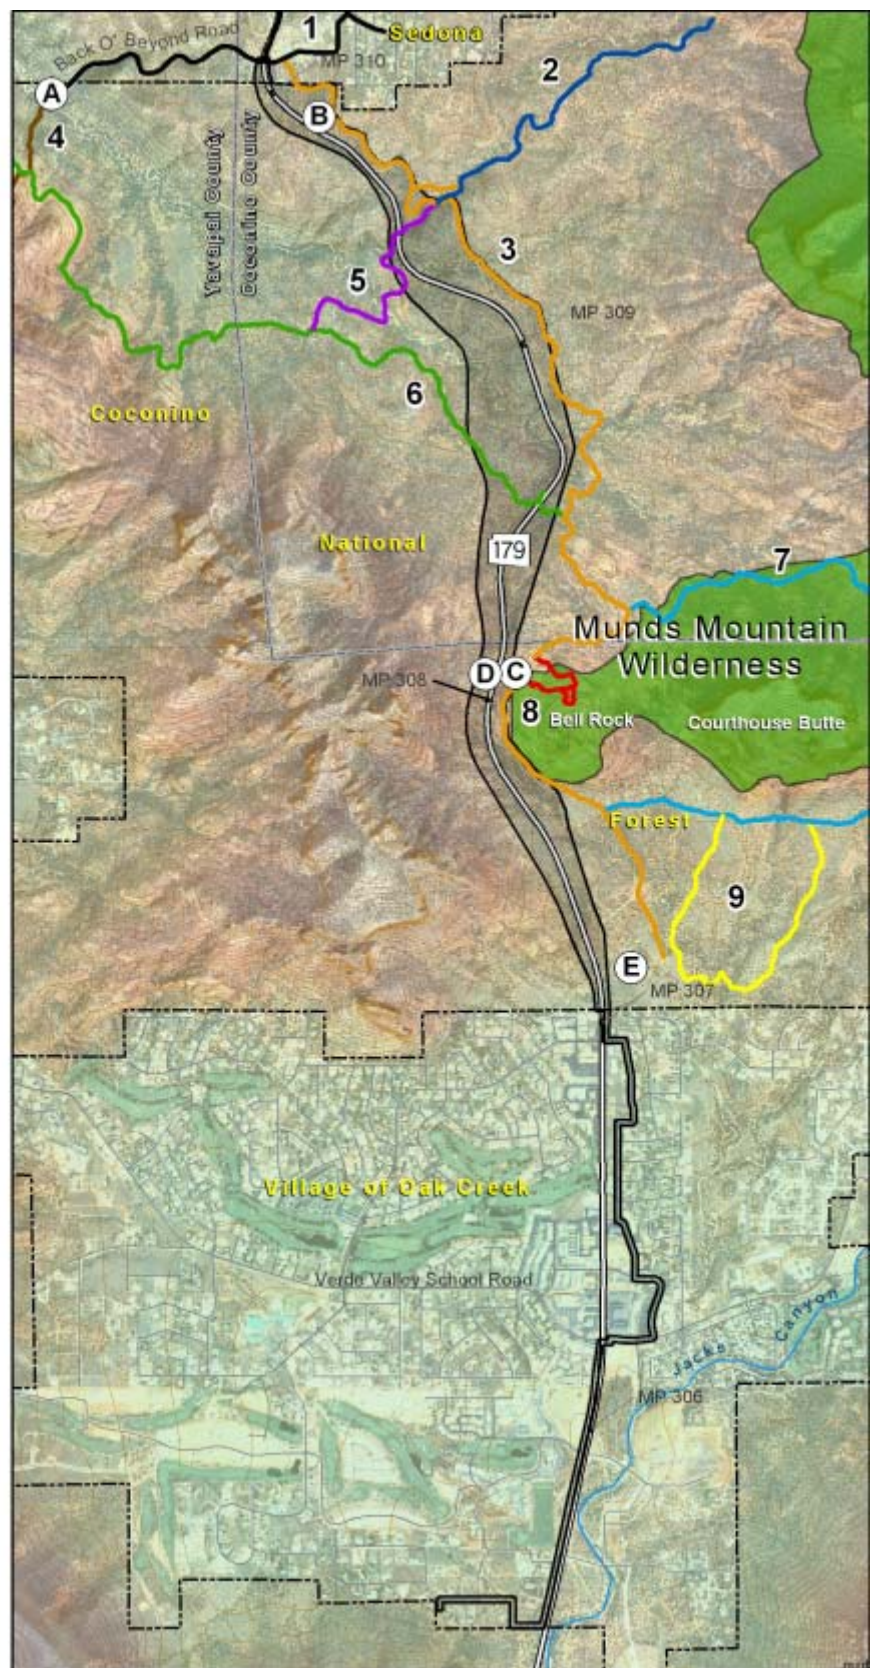 1
Sedona
Back O' Beyond Road
MP 310
2
A
B
4
Yavapai County
Coconino County
3
5
MP 309
6
Coconino
National
179
7
Munds Mountain
Wilderness
D
C
MP 308
8
Bell Rock
Courthouse Butte
Forest
9
E
MP 307
Village of Oak Creek
Verde Valley School Road
Jacks Canyon
MP 306